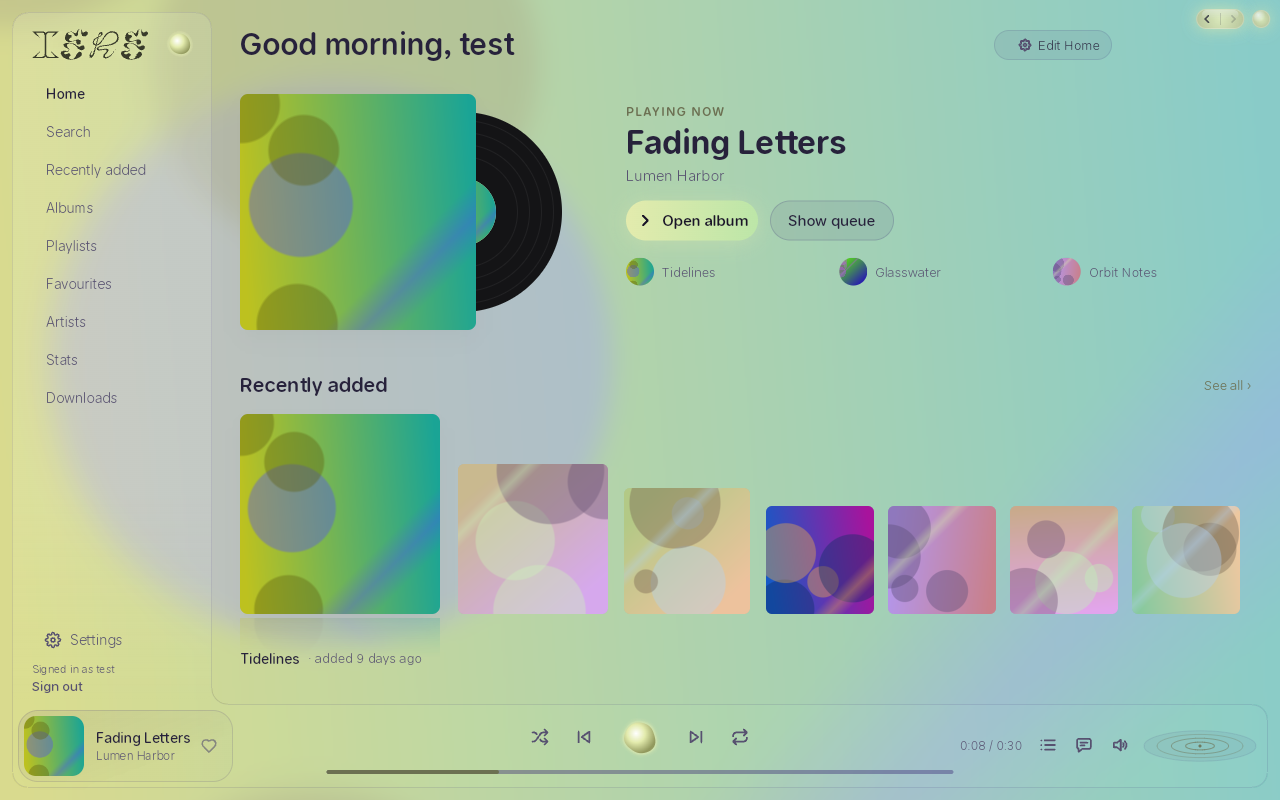 Good morning, test
Edit Home
Home
Search
Recently added
Albums
Playlists
Favourites
Artists
Stats
Downloads
Settings
Signed in as test
Sign out
PLAYING NOW
Fading Letters
Lumen Harbor
Open album
Show queue
Tidelines
Glasswater
Orbit Notes
Recently added
See all ›
Tidelines · added 9 days ago
Fading Letters
Lumen Harbor
0:08 / 0:30